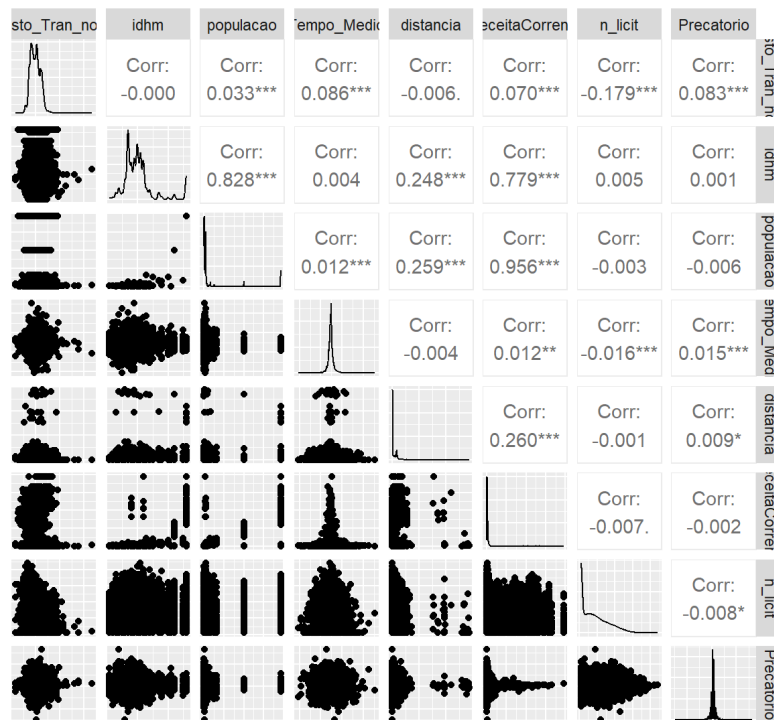 sto_Tran_no idhm populacao Tempo_Medic distancia eceitaCorren n_licit Precatorio
Corr: Corr: Corr: Corr: Corr: Corr: Corr:
-0.000 0.033*** 0.086*** -0.006. 0.070*** -0.179*** 0.083***
sto_Tran_no
Corr: Corr: Corr: Corr: Corr: Corr:
0.828*** 0.004 0.248*** 0.779*** 0.005 0.001
idhm
Corr: Corr: Corr: Corr: Corr:
0.012*** 0.259*** 0.956*** -0.003 -0.006
populacao
Corr: Corr: Corr: Corr:
-0.004 0.012** -0.016*** 0.015***
empo_Med
Corr: Corr: Corr:
0.260*** -0.001 0.009*
distancia
Corr: Corr:
-0.007. -0.002
ceitaCorren
Corr:
-0.008*
n_licit
Precatorio